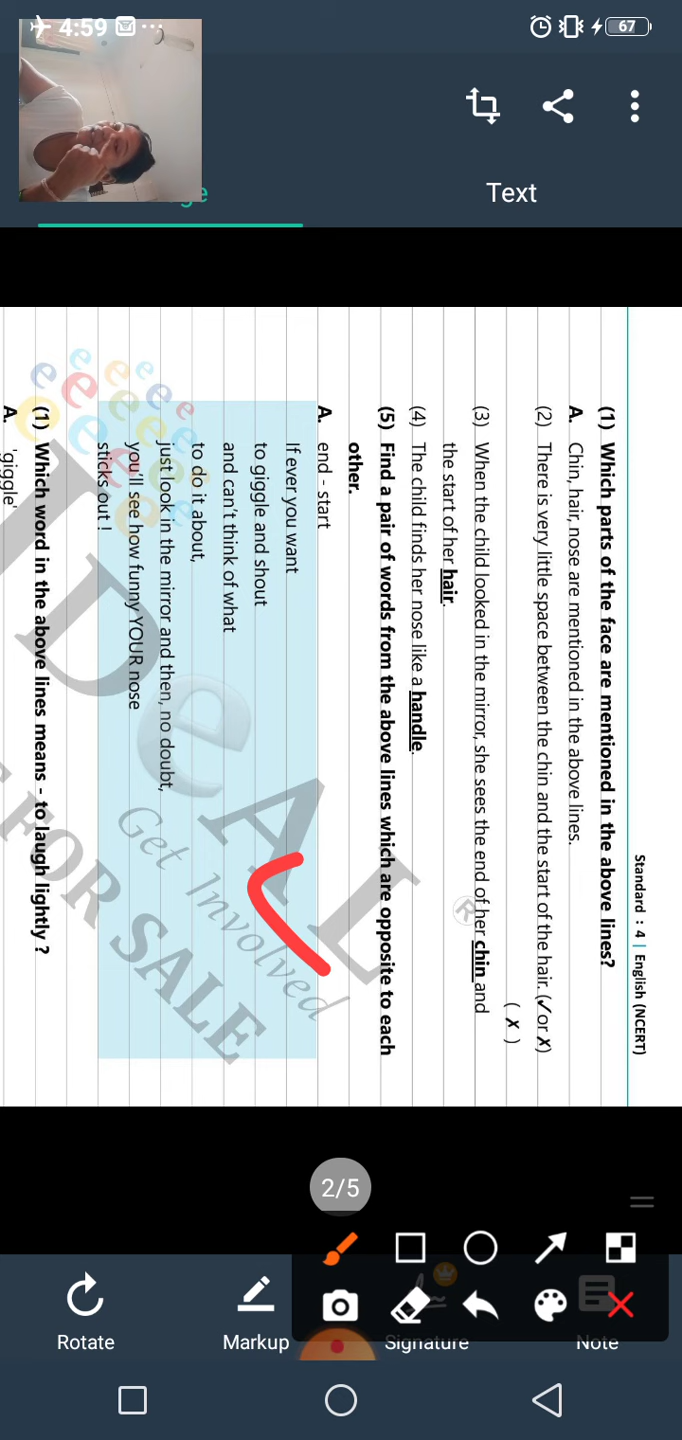 4:59
67
Text
Standard : 4 | English (NCERT)
(1) Which parts of the face are mentioned in the above lines?
A. Chin, hair, nose are mentioned in the above lines.
(2) There is very little space between the chin and the start of the hair. (✓or ✗)
( ✗ )
(3) When the child looked in the mirror, she sees the end of her chin and
the start of her hair.
(4) The child finds her nose like a handle.
(5) Find a pair of words from the above lines which are opposite to each
other.
A. end - start
If ever you want
to giggle and shout
and can't think of what
to do it about,
Just look in the mirror and then, no doubt,
you'll see how funny YOUR nose
sticks out !
(1) Which word in the above lines means - to laugh lightly ?
A. 'giggle'
IDeAL
®
Get Involved
FOR SALE
2/5
Rotate
Markup
Signature
Note